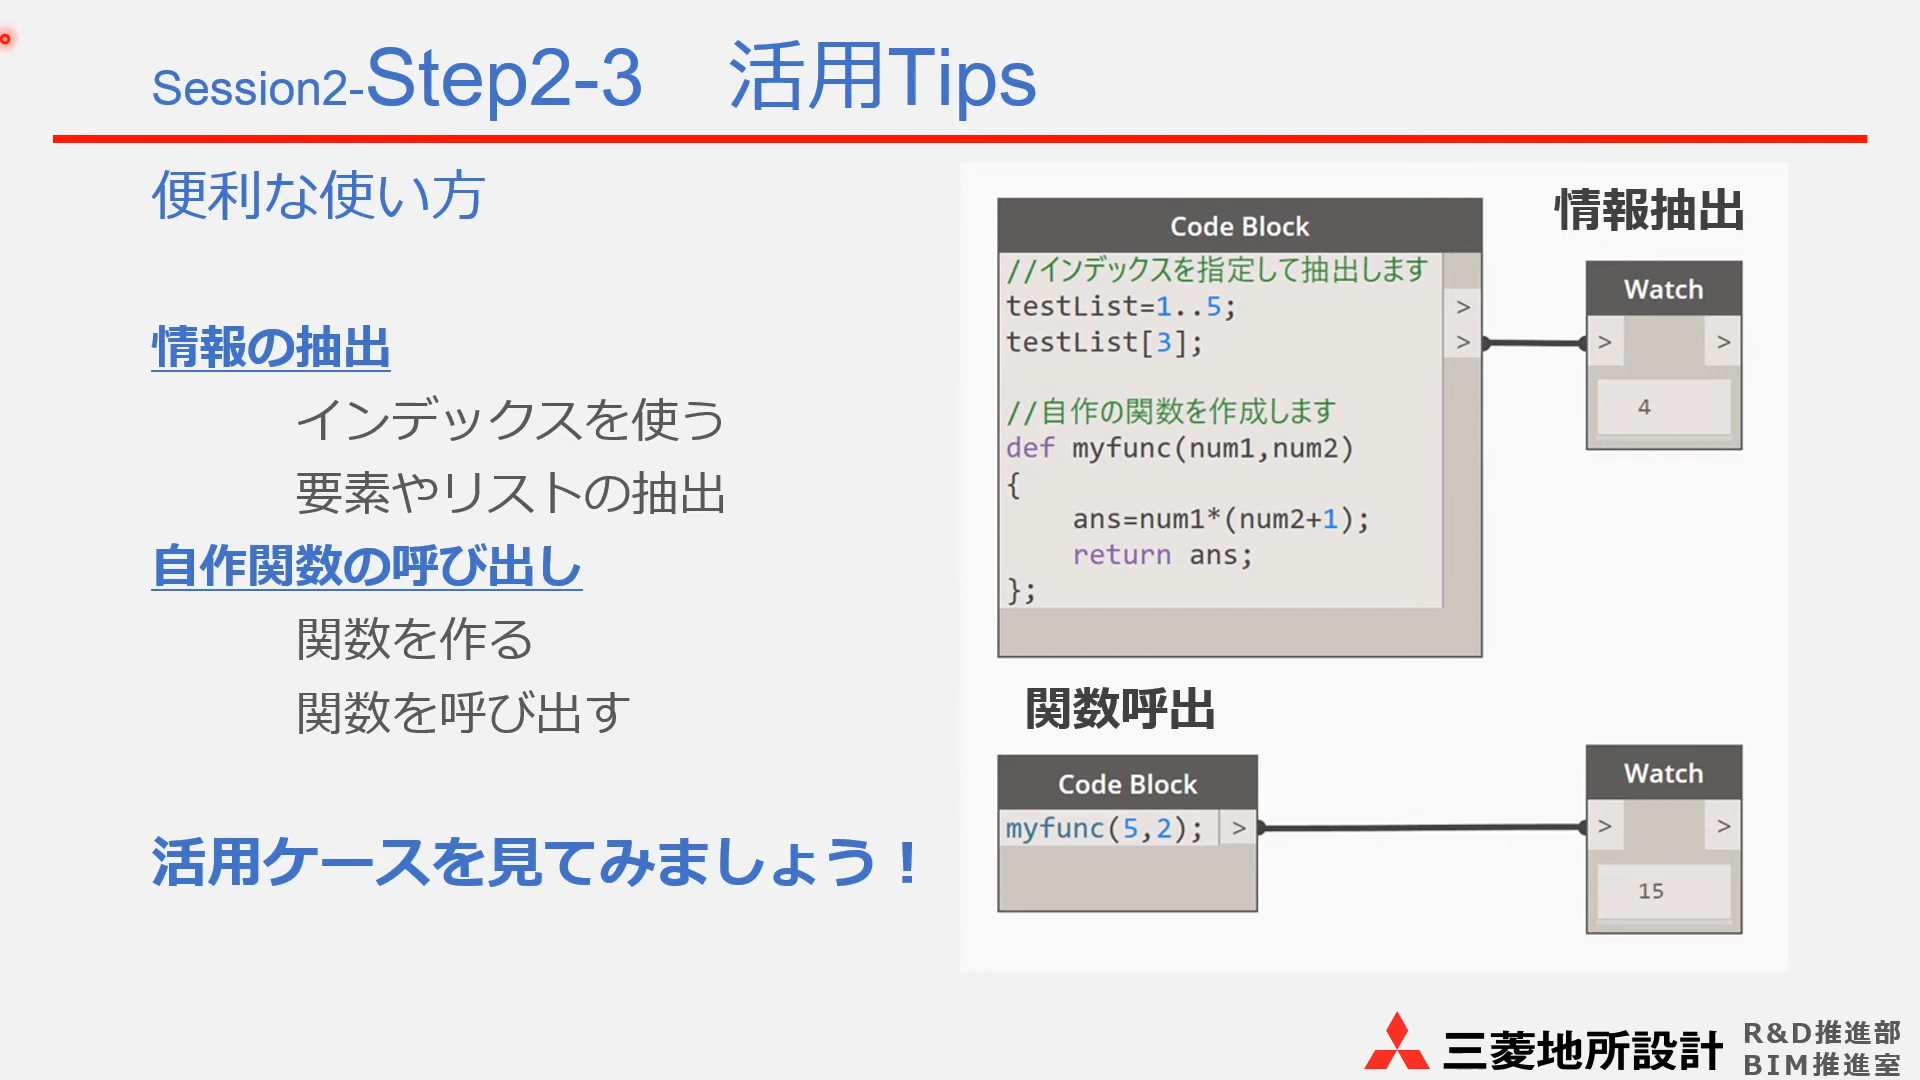 Session2-Step2-3　活用Tips
便利な使い方
情報の抽出
インデックスを使う
要素やリストの抽出
自作関数の呼び出し
関数を作る
関数を呼び出す
活用ケースを見てみましょう！
情報抽出
Code Block
//インデックスを指定して抽出します
testList=1..5;
>
testList[3];
>
//自作の関数を作成します
def myfunc(num1,num2)
{
ans=num1*(num2+1);
return ans;
};
Watch
> >
4
関数呼出
Code Block
myfunc(5,2);
>
Watch
> >
15
三菱地所設計
R&D推進部
BIM推進室